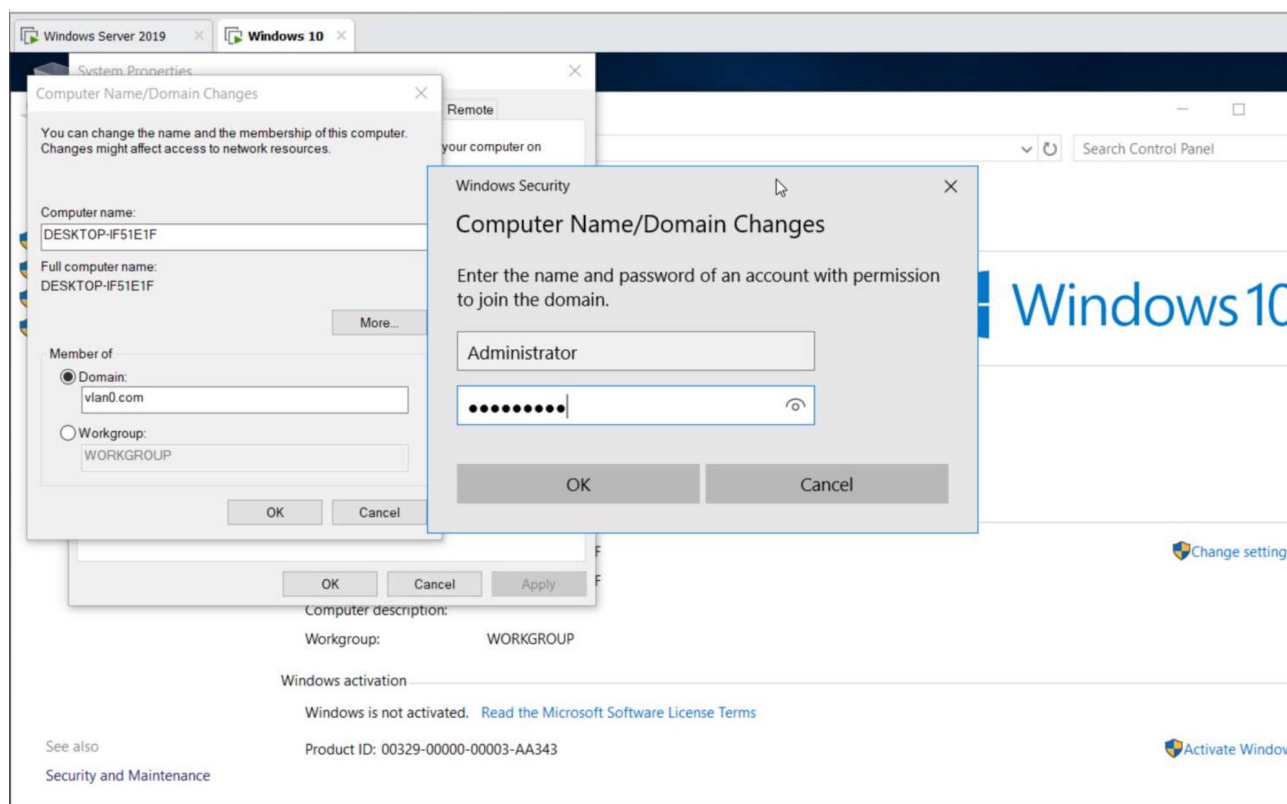 Windows Server 2019
Windows 10
System Properties
Computer Name/Domain Changes
Remote
You can change the name and the membership of this computer.
Changes might affect access to network resources.
your computer on
Search Control Panel
Computer name:
DESKTOP-IF51E1F
Full computer name:
DESKTOP-IF51E1F
More...
Member of
Domain:
vlan0.com
Workgroup:
WORKGROUP
OK Cancel
Windows Security
Computer Name/Domain Changes
Enter the name and password of an account with permission
to join the domain.
Administrator
OK Cancel
Windows 10
F
Change setting
OK Cancel Apply
F
Computer description:
Workgroup: WORKGROUP
Windows activation
Windows is not activated. Read the Microsoft Software License Terms
See also
Product ID: 00329-00000-00003-AA343
Activate Window
Security and Maintenance